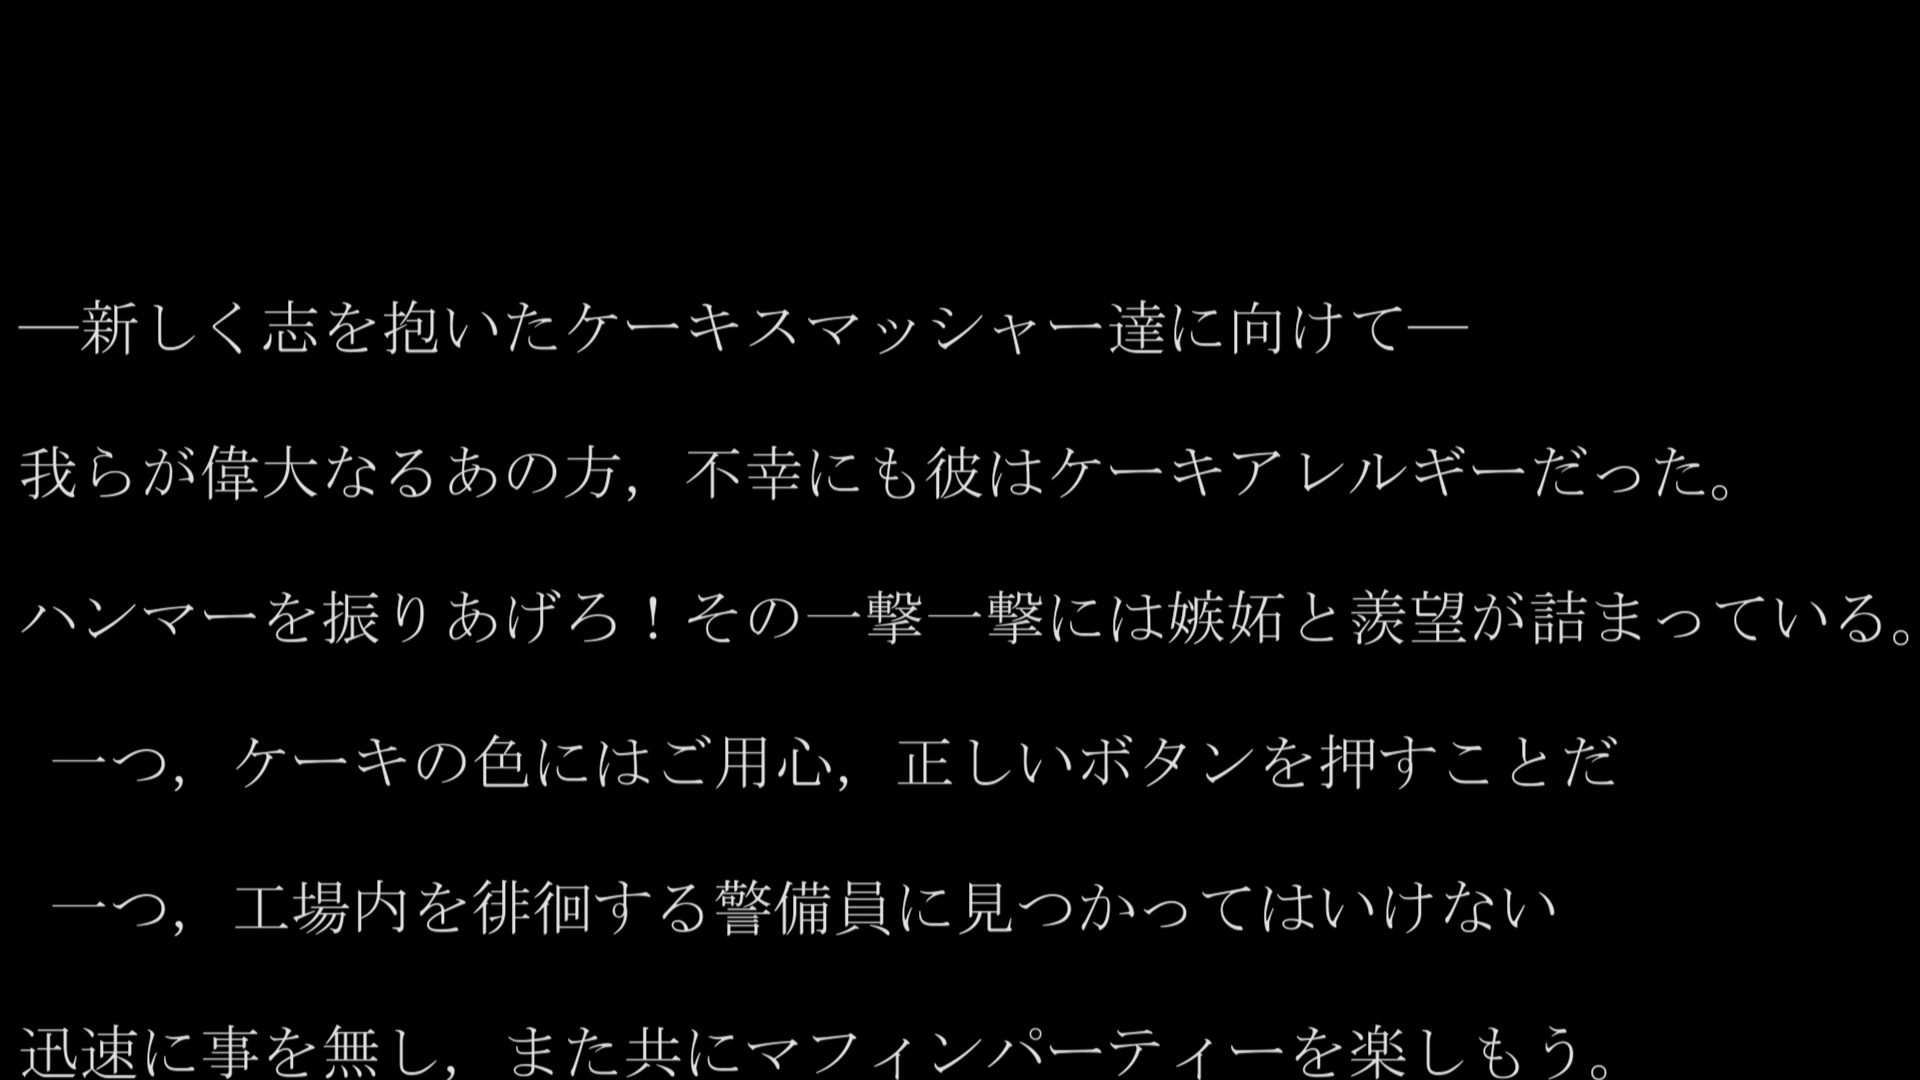 ―新しく志を抱いたケーキスマッシャー達に向けて―
我らが偉大なるあの方，不幸にも彼はケーキアレルギーだった。
ハンマーを振りあげろ！その一撃一撃には嫉妬と羨望が詰まっている。
一つ，ケーキの色にはご用心，正しいボタンを押すことだ
一つ，工場内を徘徊する警備員に見つかってはいけない
迅速に事を無し，また共にマフィンパーティーを楽しもう。